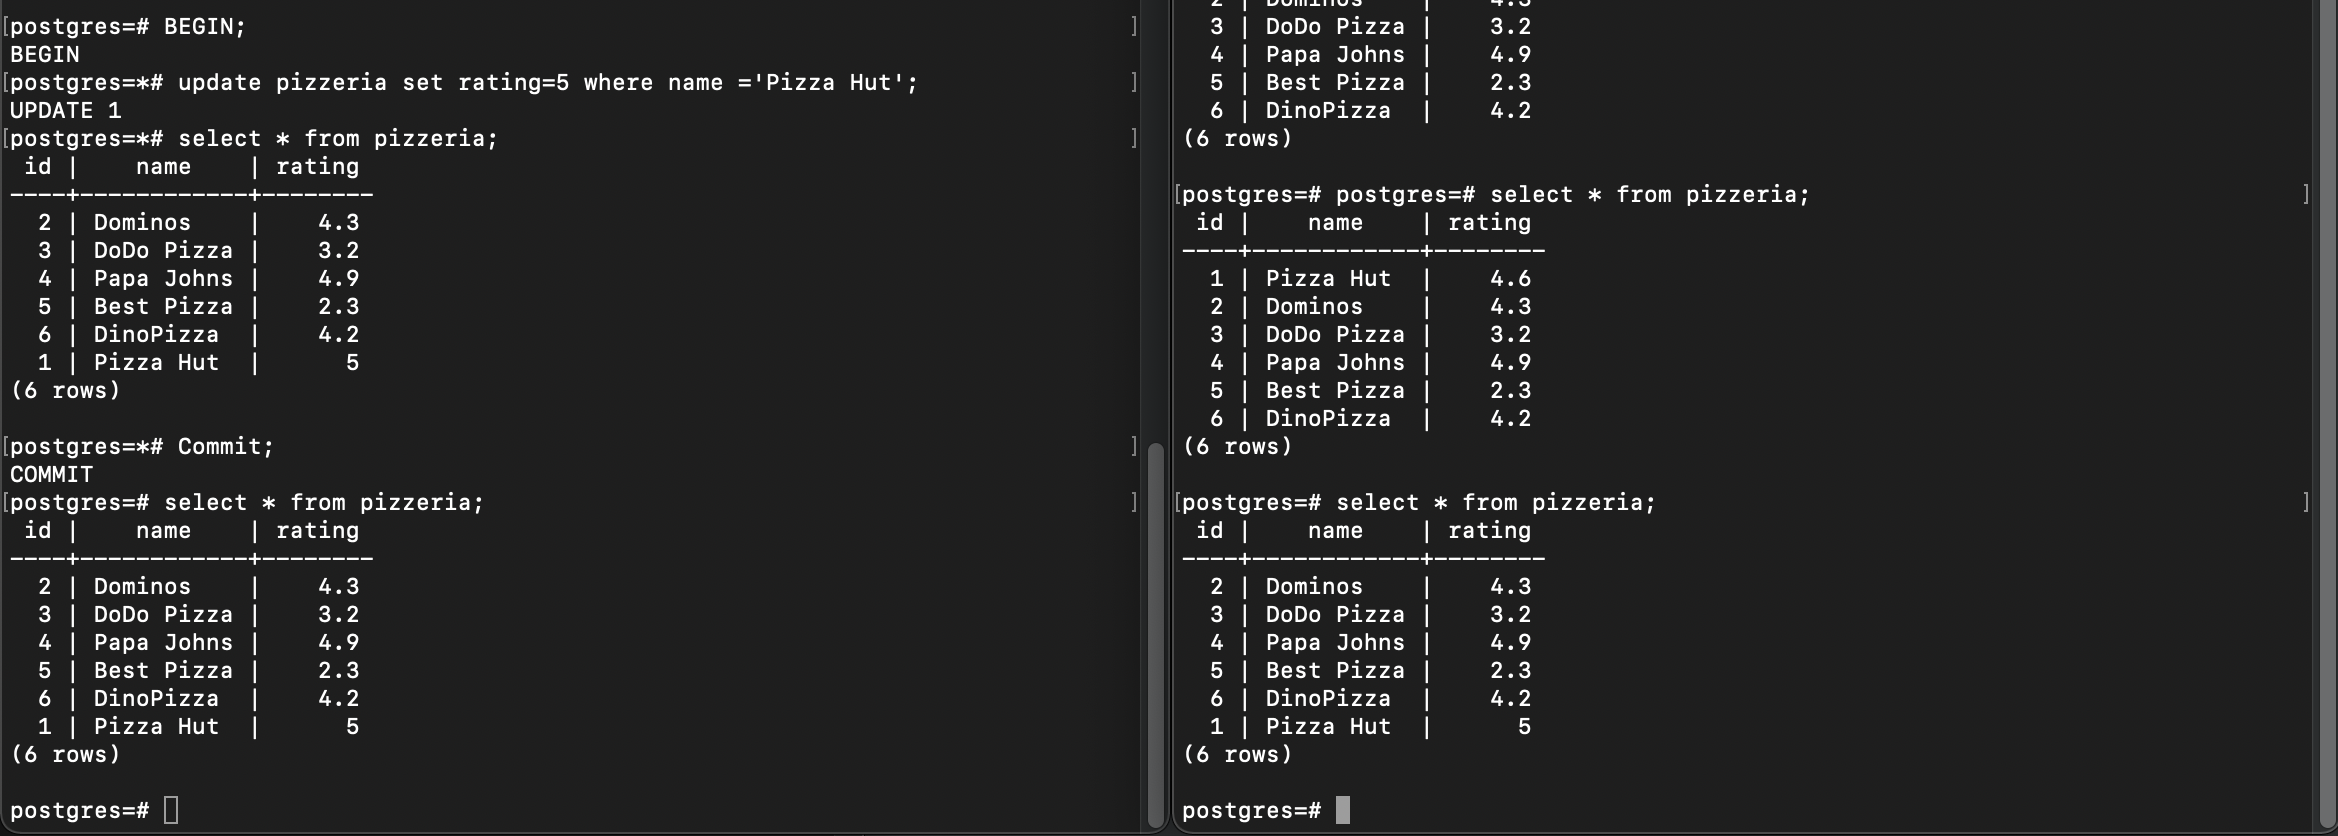 [postgres=# BEGIN; ]
BEGIN
[postgres=*# update pizzeria set rating=5 where name ='Pizza Hut'; ]
UPDATE 1
[postgres=*# select * from pizzeria; ]
 id |    name    | rating
----+------------+--------
  2 | Dominos    |    4.3
  3 | DoDo Pizza |    3.2
  4 | Papa Johns |    4.9
  5 | Best Pizza |    2.3
  6 | DinoPizza  |    4.2
  1 | Pizza Hut  |      5
(6 rows)
[postgres=*# Commit; ]
COMMIT
[postgres=# select * from pizzeria; ]
 id |    name    | rating
----+------------+--------
  2 | Dominos    |    4.3
  3 | DoDo Pizza |    3.2
  4 | Papa Johns |    4.9
  5 | Best Pizza |    2.3
  6 | DinoPizza  |    4.2
  1 | Pizza Hut  |      5
(6 rows)
postgres=#
  2 | Dominos    |    4.3
  3 | DoDo Pizza |    3.2
  4 | Papa Johns |    4.9
  5 | Best Pizza |    2.3
  6 | DinoPizza  |    4.2
(6 rows)
[postgres=# postgres=# select * from pizzeria; ]
 id |    name    | rating
----+------------+--------
  1 | Pizza Hut  |    4.6
  2 | Dominos    |    4.3
  3 | DoDo Pizza |    3.2
  4 | Papa Johns |    4.9
  5 | Best Pizza |    2.3
  6 | DinoPizza  |    4.2
(6 rows)
[postgres=# select * from pizzeria; ]
 id |    name    | rating
----+------------+--------
  2 | Dominos    |    4.3
  3 | DoDo Pizza |    3.2
  4 | Papa Johns |    4.9
  5 | Best Pizza |    2.3
  6 | DinoPizza  |    4.2
  1 | Pizza Hut  |      5
(6 rows)
postgres=#